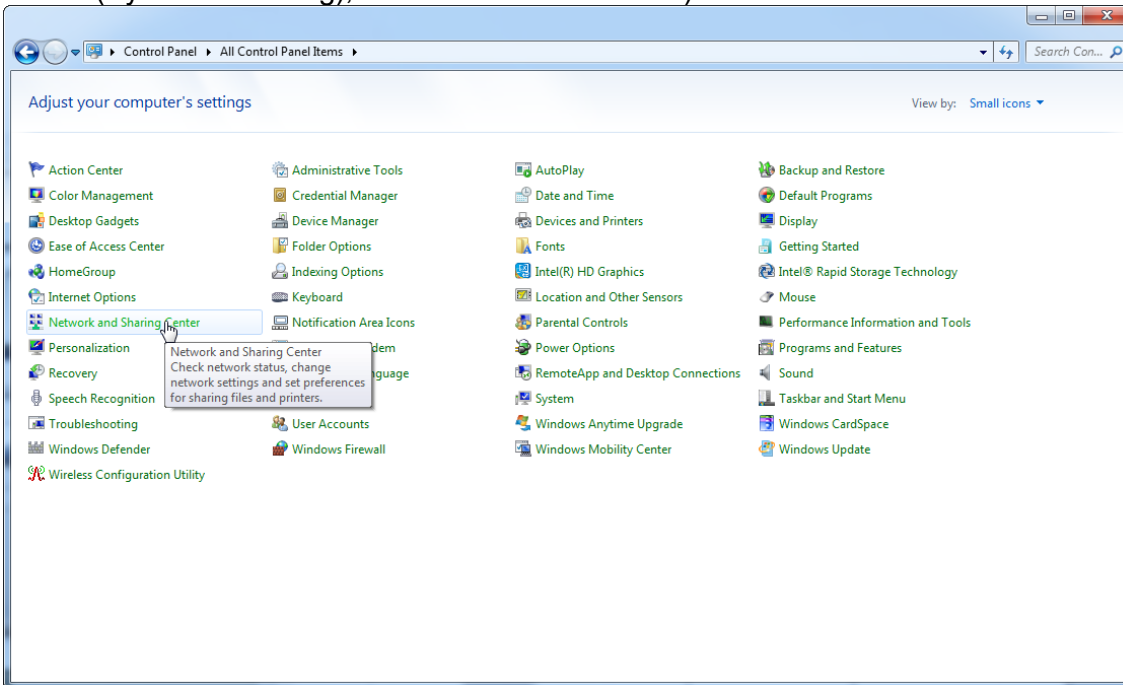 Control Panel ▸ All Control Panel Items ▸
Search Con...
Adjust your computer's settings
View by: Small icons
Action Center Administrative Tools AutoPlay Backup and Restore
Color Management Credential Manager Date and Time Default Programs
Desktop Gadgets Device Manager Devices and Printers Display
Ease of Access Center Folder Options Fonts Getting Started
HomeGroup Indexing Options Intel(R) HD Graphics Intel® Rapid Storage Technology
Internet Options Keyboard Location and Other Sensors Mouse
Network and Sharing Center Notification Area Icons Parental Controls Performance Information and Tools
Personalization Power Options Programs and Features
Recovery RemoteApp and Desktop Connections Sound
Speech Recognition System Taskbar and Start Menu
Troubleshooting User Accounts Windows Anytime Upgrade Windows CardSpace
Windows Defender Windows Firewall Windows Mobility Center Windows Update
Wireless Configuration Utility
Network and Sharing Center
Check network status, change
network settings and set preferences
for sharing files and printers.